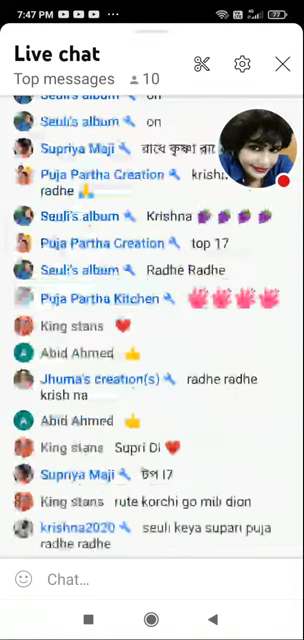 7:47 PM
77
Live chat
Top messages 10
Seuli's album on
Seuli's album on
Supriya Maji রাধে কৃষ্ণা রাধে
Puja Partha Creation
radhe 🙏
Seuli's album Krishna 🍇 🍇 🍇 🍇
Puja Partha Creation top 17
Seuli's album Radhe Radhe
Puja Partha Kitchen
King stans ❤️
A Abid Ahmed 👍
Jhuma's creation(s) radhe radhe
krish na
A Abid Ahmed 👍
King stans Supri Di ❤️
Supriya Maji টপ 17
King stans rute korchi go mili dion
krishna2020 seuli keya supari puja
radhe radhe
Chat...